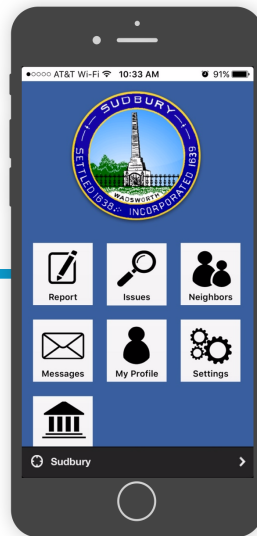 ●○○○○ AT&T Wi-Fi 10:33 AM 91%
SUDBURY
SETTLED 1638
INCORPORATED 1639
WADSWORTH
Report Issues Neighbors
Messages My Profile Settings
Sudbury